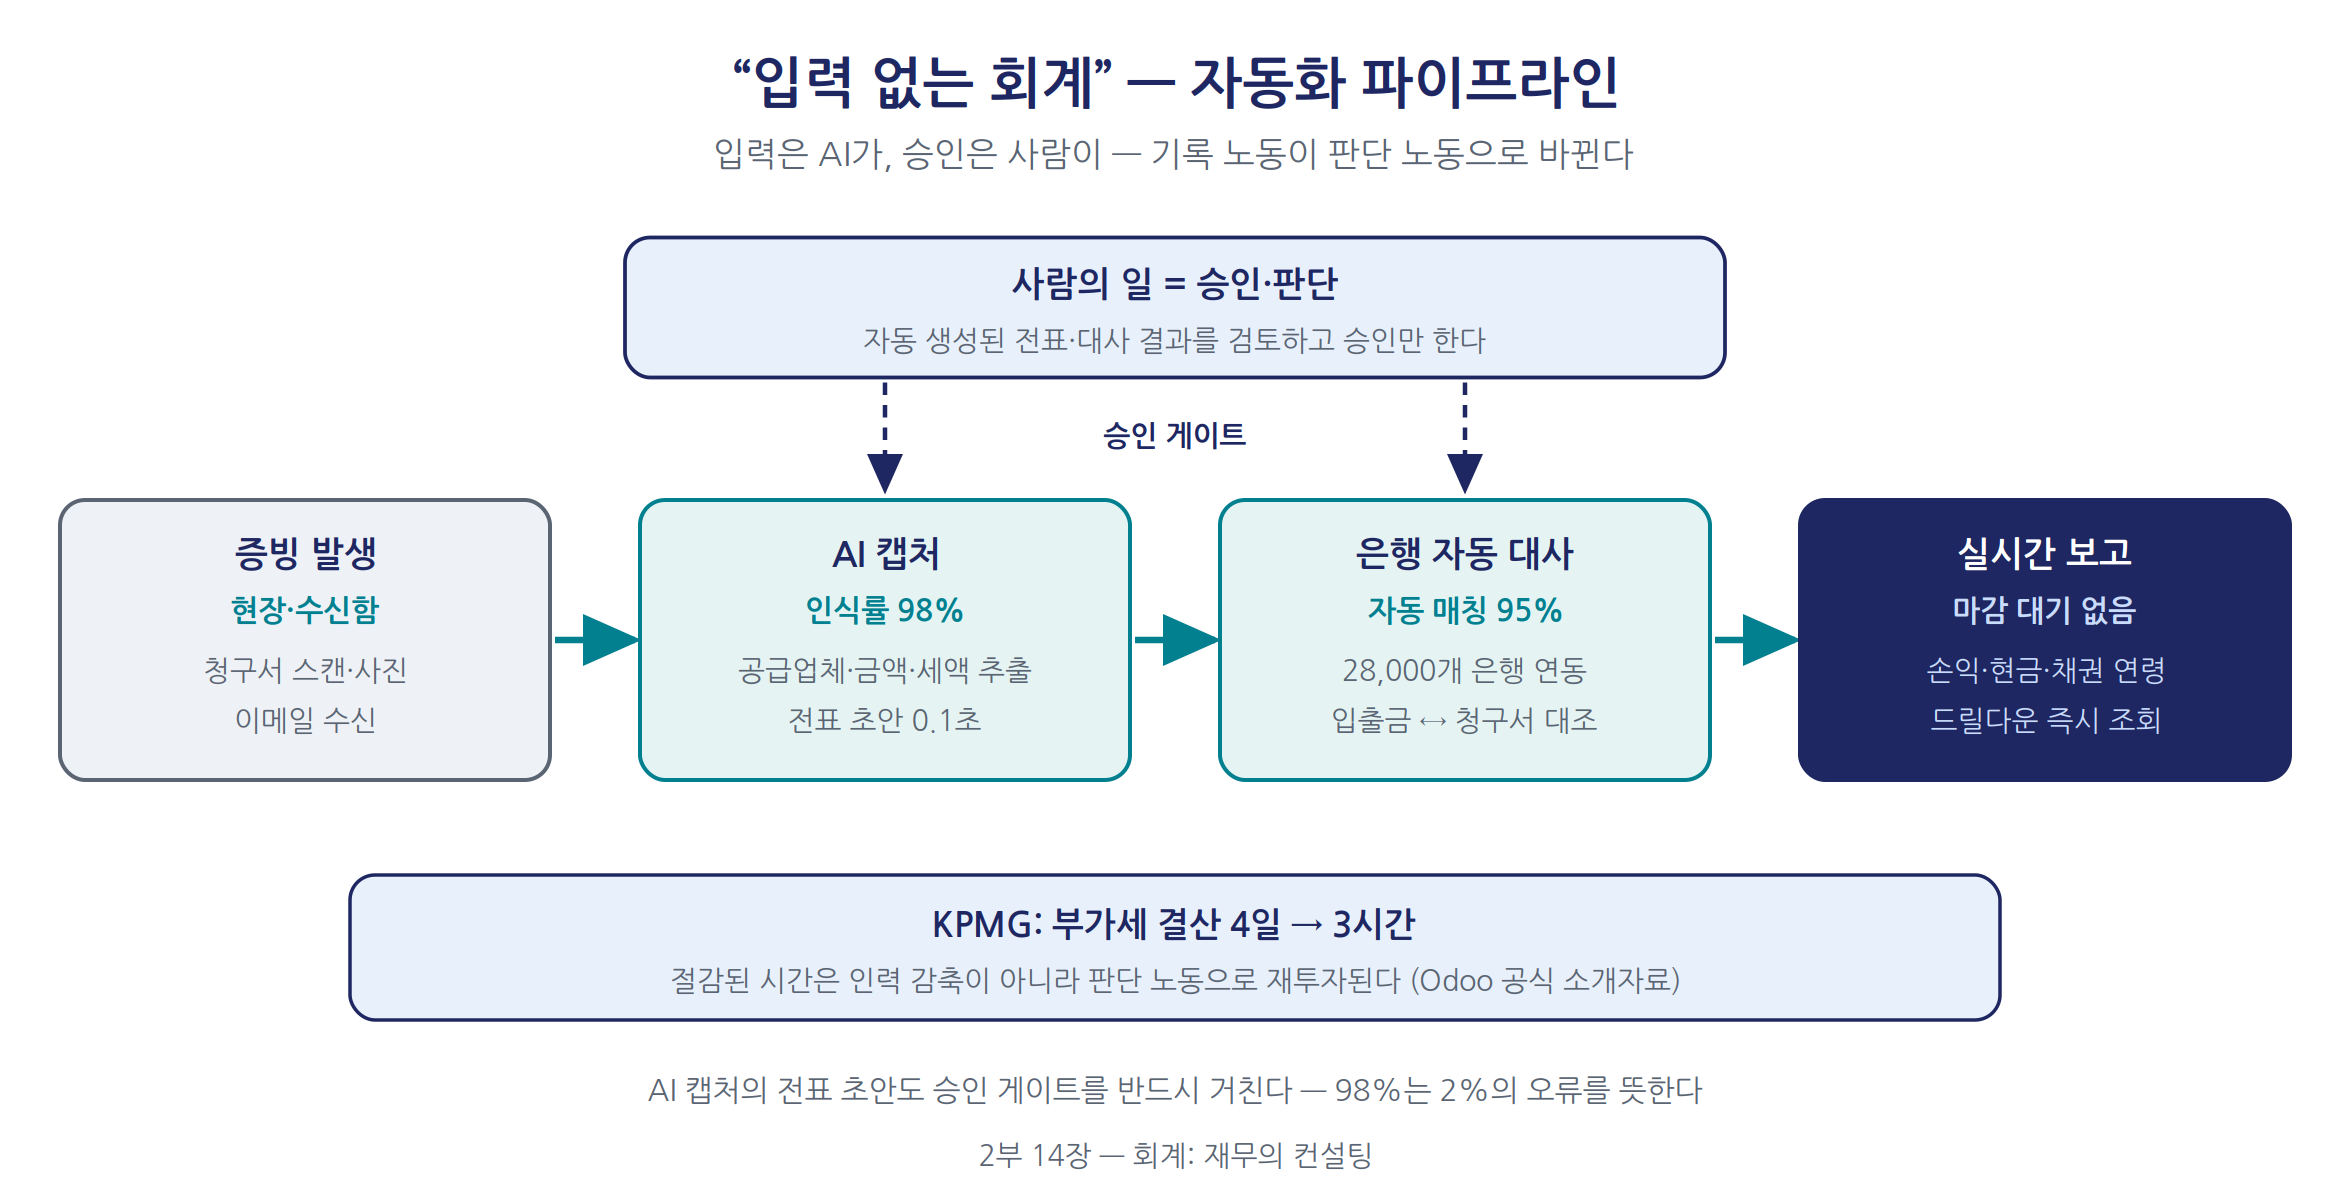 “입력 없는 회계” — 자동화 파이프라인
입력은 AI가, 승인은 사람이 — 기록 노동이 판단 노동으로 바뀐다
사람의 일 = 승인·판단
자동 생성된 전표·대사 결과를 검토하고 승인만 한다
승인 게이트
증빙 발생
현장·수신함
청구서 스캔·사진
이메일 수신
AI 캡처
인식률 98%
공급업체·금액·세액 추출
전표 초안 0.1초
은행 자동 대사
자동 매칭 95%
28,000개 은행 연동
입출금 ↔ 청구서 대조
실시간 보고
마감 대기 없음
손익·현금·채권 연령
드릴다운 즉시 조회
KPMG: 부가세 결산 4일 → 3시간
절감된 시간은 인력 감축이 아니라 판단 노동으로 재투자된다 (Odoo 공식 소개자료)
AI 캡처의 전표 초안도 승인 게이트를 반드시 거친다 — 98%는 2%의 오류를 뜻한다
2부 14장 — 회계: 재무의 컨설팅